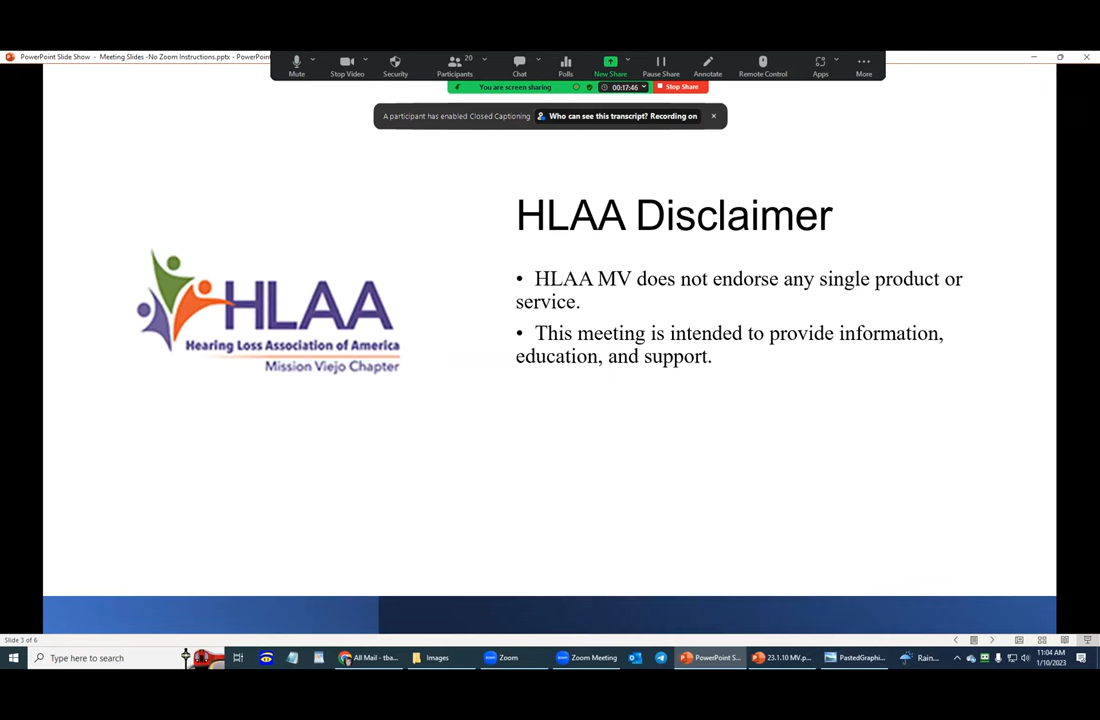 PowerPoint Slide Show - Meeting Slides -No Zoom Instructions.pptx - PowerPoint
Mute
Stop Video
Security
20
Participants
Chat
Polls
New Share
Pause Share
Annotate
Remote Control
Apps
More
You are screen sharing
00:17:46
Stop Share
A participant has enabled Closed Captioning
Who can see this transcript? Recording on
HLAA Disclaimer
• HLAA MV does not endorse any single product or
service.
• This meeting is intended to provide information,
education, and support.
HLAA
Hearing Loss Association of America
Mission Viejo Chapter
Slide 3 of 6
Type here to search
All Mail - tba...
Images
Zoom
Zoom Meeting
PowerPoint S...
23.1.10 MV.p...
PastedGraphi...
Rain...
11:04 AM
1/10/2023